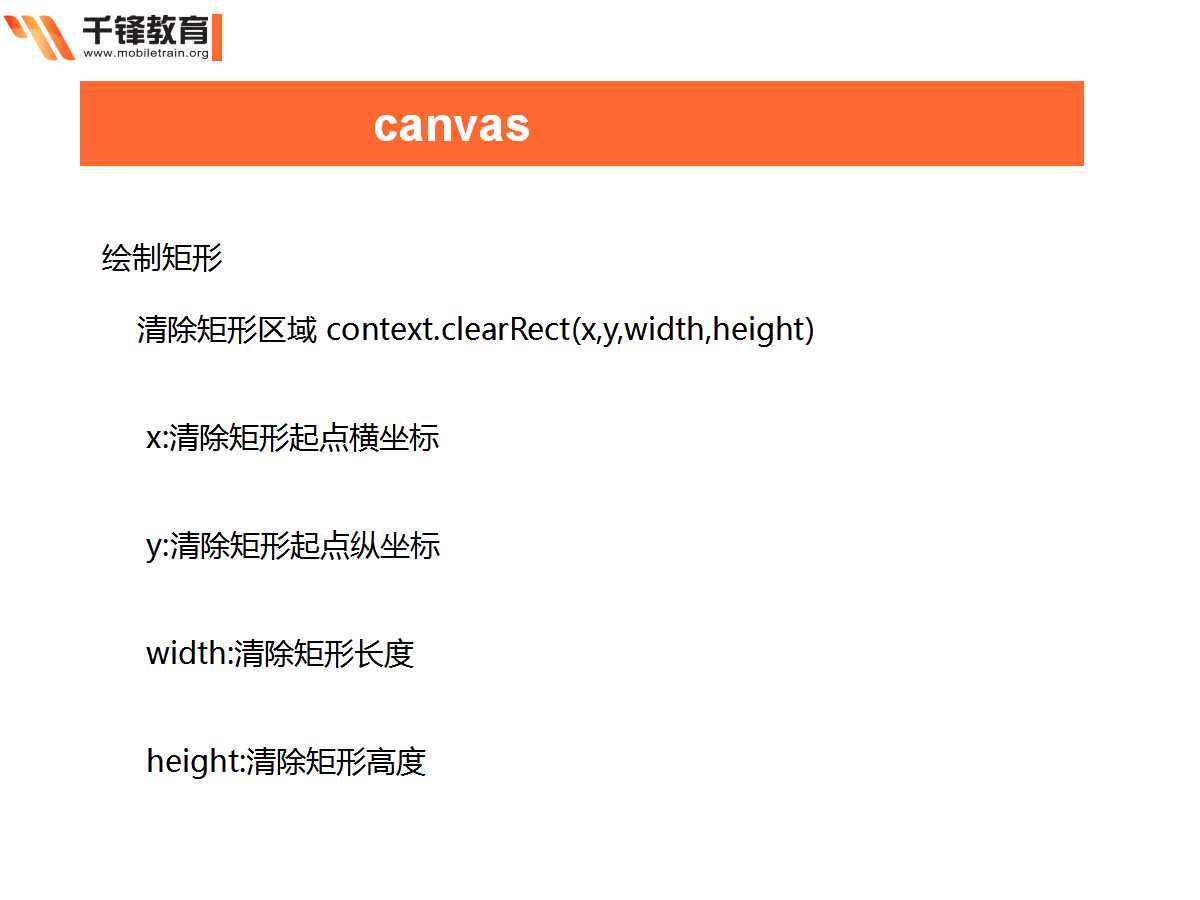 千锋教育
www.mobiletrain.org
canvas
绘制矩形
清除矩形区域 context.clearRect(x,y,width,height)
x:清除矩形起点横坐标
y:清除矩形起点纵坐标
width:清除矩形长度
height:清除矩形高度